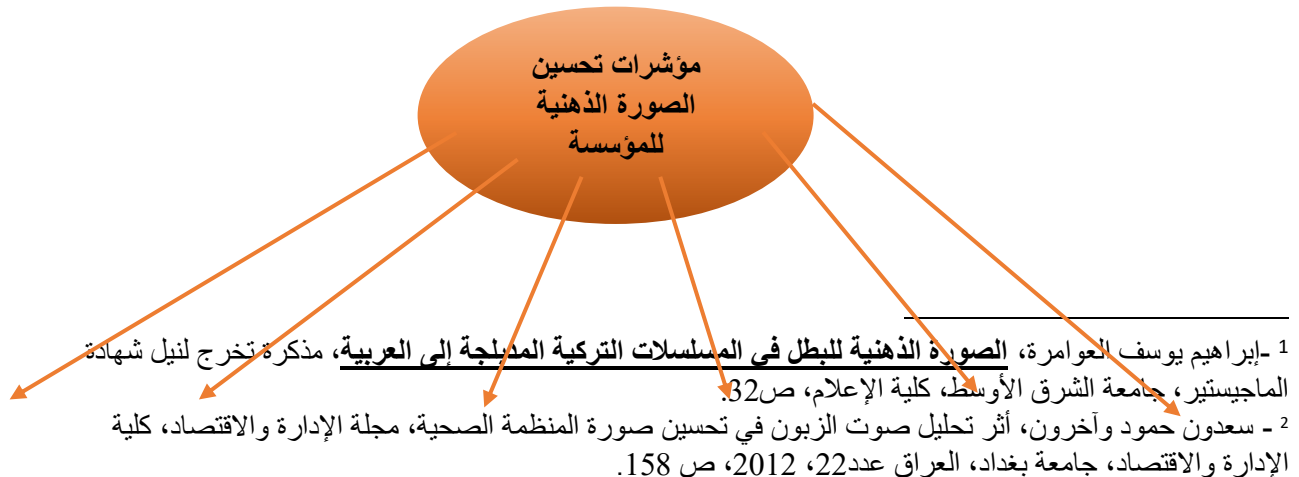 مؤشرات تحسين
الصورة الذهنية
للمؤسسة
1 -إبراهيم يوسف العوامرة، الصورة الذهنية للبطل في المسلسلات التركية المدبلجة إلى العربية، مذكرة تخرج لنيل شهادة
الماجيستير، جامعة الشرق الأوسط، كلية الإعلام، ص32.
2 - سعدون حمود وآخرون، أثر تحليل صوت الزبون في تحسين صورة المنظمة الصحية، مجلة الإدارة والاقتصاد، كلية
الإدارة والاقتصاد، جامعة بغداد، العراق عدد22، 2012، ص 158.